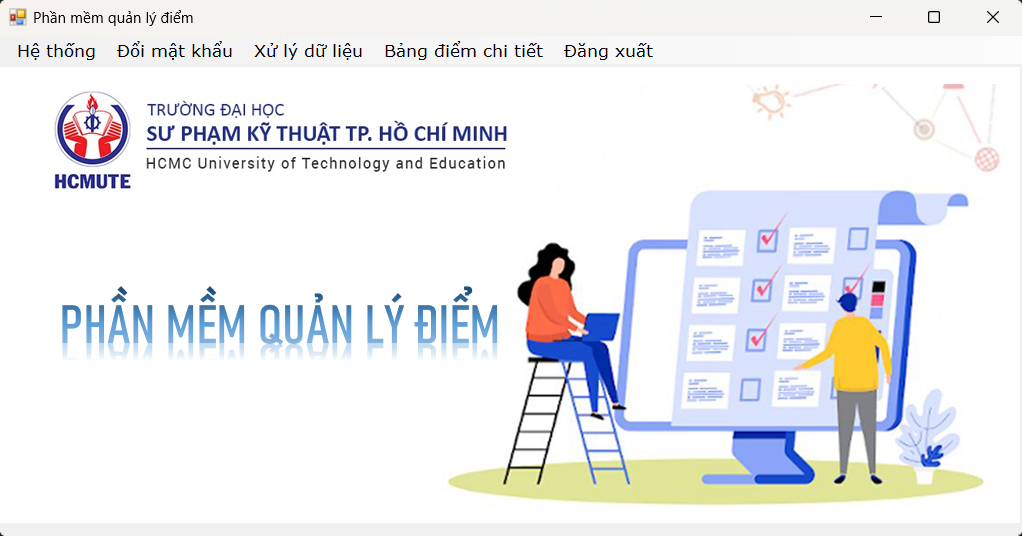 Phần mềm quản lý điểm
Hệ thống Đổi mật khẩu Xử lý dữ liệu Bảng điểm chi tiết Đăng xuất
TRƯỜNG ĐẠI HỌC
SƯ PHẠM KỸ THUẬT TP. HỒ CHÍ MINH
HCMC University of Technology and Education
HCMUTE
PHẦN MỀM QUẢN LÝ ĐIỂM